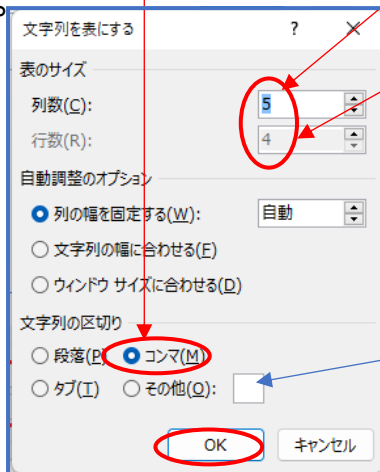 文字列を表にする ? ×
表のサイズ
列数(C): 5
行数(R): 4
自動調整のオプション
列の幅を固定する(W): 自動
文字列の幅に合わせる(F)
ウィンドウ サイズに合わせる(D)
文字列の区切り
段落(P) コンマ(M)
タブ(T) その他(O):
OK キャンセル